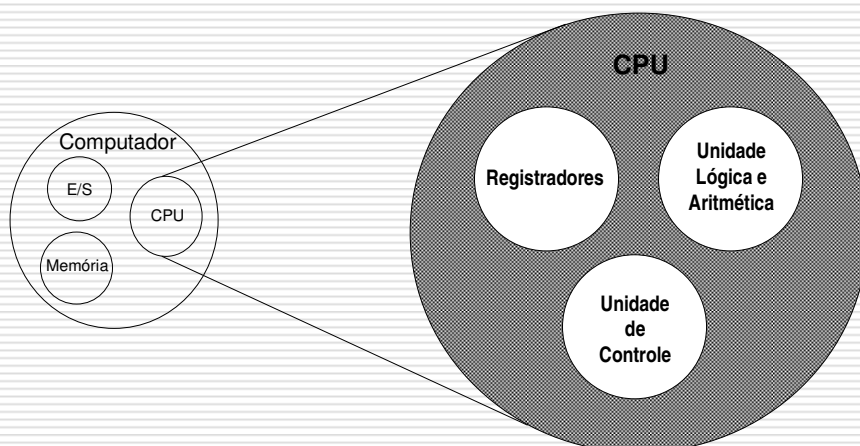 Computador
E/S
CPU
Memória
CPU
Registradores
Unidade
Lógica e
Aritmética
Unidade
de
Controle